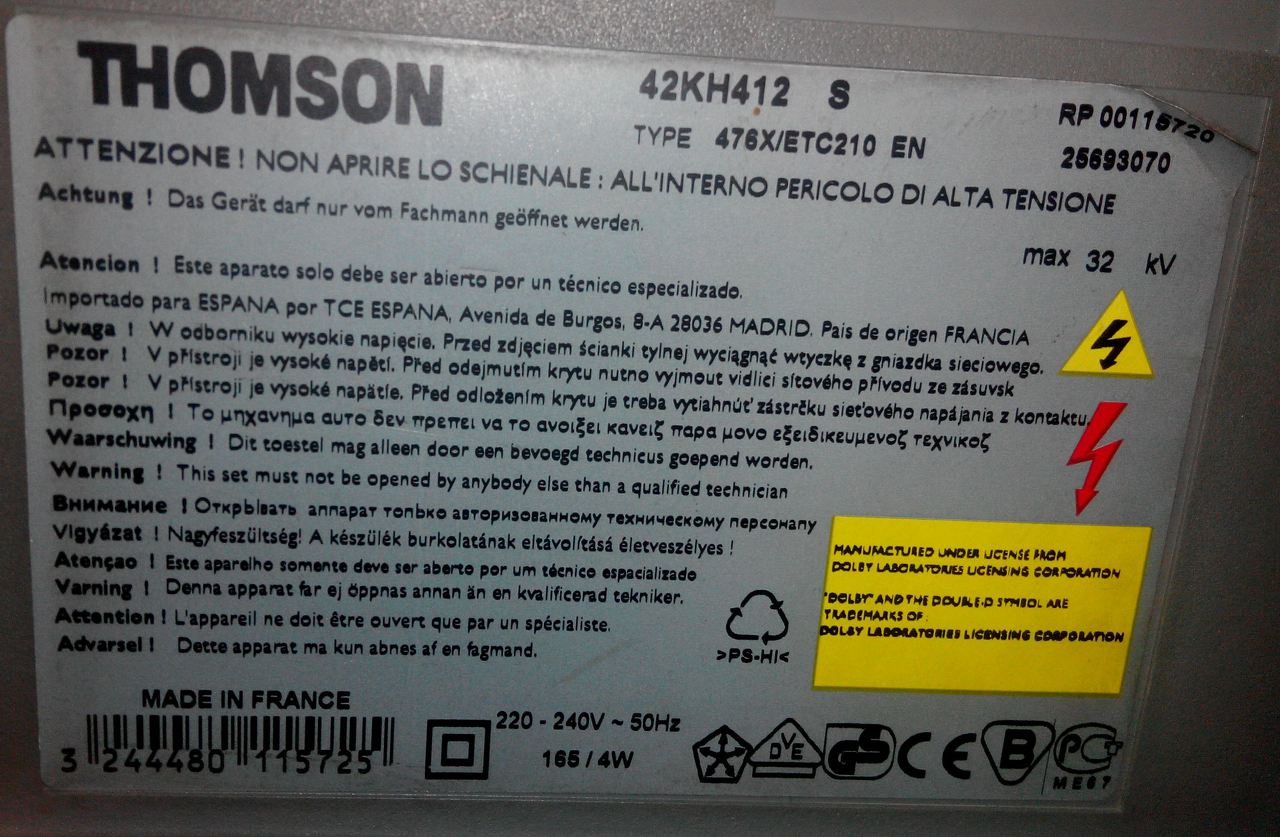 THOMSON
42KH412 S
RP 00115720
TYPE 476X/ETC210 EN
25693070
ATTENZIONE ! NON APRIRE LO SCHIENALE : ALL'INTERNO PERICOLO DI ALTA TENSIONE
Achtung ! Das Gerät darf nur vom Fachmann geöffnet werden.
max 32 kV
Atencion ! Este aparato solo debe ser abierto por un técnico especializado.
Importado para ESPANA por TCE ESPANA, Avenida de Burgos, 8-A 28036 MADRID. Pais de origen FRANCIA
Uwaga ! W odborniku wysokie napięcie. Przed zdjęciem ścianki tylnej wyciągnąć wtyczkę z gniazdka sieciowego.
Pozor ! V přístroji je vysoké napětí. Před odejmutím krytu nutno vyjmout vidlici sítového přívodu ze zásuvsk
Pozor ! V přístroji je vysoké napätie. Před odložením krytu je treba vytiahnúť zástrčku sieťového napájania z kontaktu.
Προσοχη ! Το μηχανημα αυτο δεν πρεπει να το ανοιξει κανειζ παρα μονο εξειδικευμενοζ τεχνικοζ
Waarschuwing ! Dit toestel mag alleen door een bevoegd technicus goepend worden.
Warning ! This set must not be opened by anybody else than a qualified technician
Внимание ! Открьівать аппарат топько авторизованному техническому персонапу
Vigyázat ! Nagyfeszültség! A készülék burkolatának eltávolításá életveszélyes !
Atençao ! Este aparelho somente deve ser aberto por um técnico espacializado
Varning ! Denna apparat far ej öppnas annan än en kvalificerad tekniker.
Attention ! L'appareil ne doit être ouvert que par un spécialiste.
Advarsel ! Dette apparat ma kun abnes af en fagmand.
MANUFACTURED UNDER LICENSE FROM
DOLBY LABORATORIES LICENSING CORPORATION
"DOLBY" AND THE DOUBLE-D SYMBOL ARE
TRADEMARKS OF
DOLBY LABORATORIES LICENSING CORPORATION
>PS-HI<
MADE IN FRANCE
3 244480 115725
220 - 240V ~ 50Hz
165 / 4W
DVE GS CE B PC
ME67